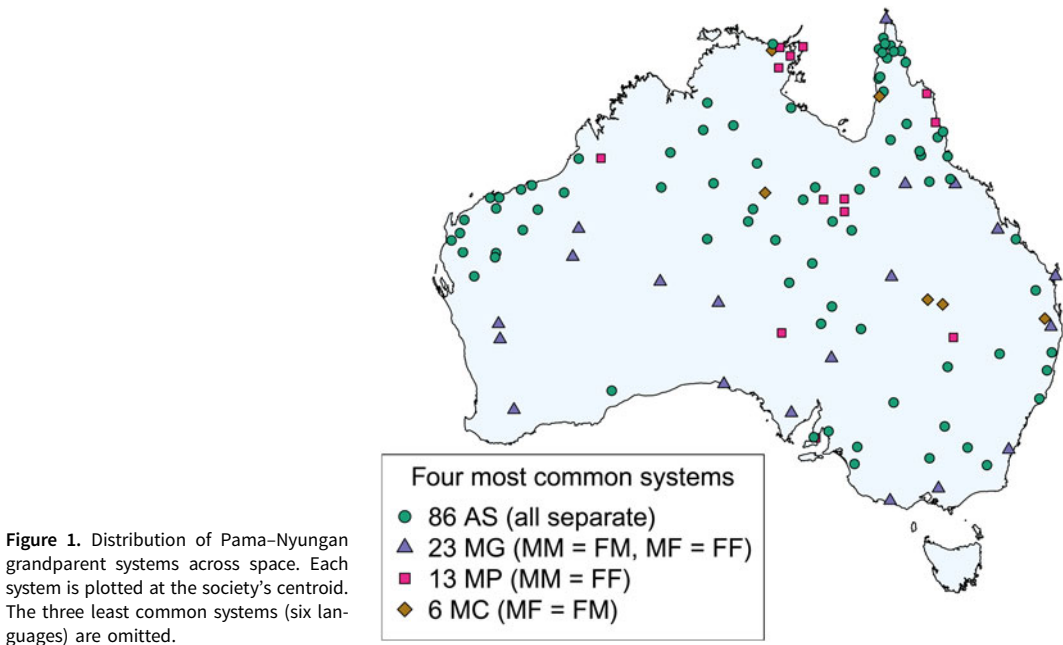 Four most common systems
86 AS (all separate)
23 MG (MM = FM, MF = FF)
13 MP (MM = FF)
6 MC (MF = FM)
Figure 1. Distribution of Pama–Nyungan
grandparent systems across space. Each
system is plotted at the society's centroid.
The three least common systems (six lan-
guages) are omitted.